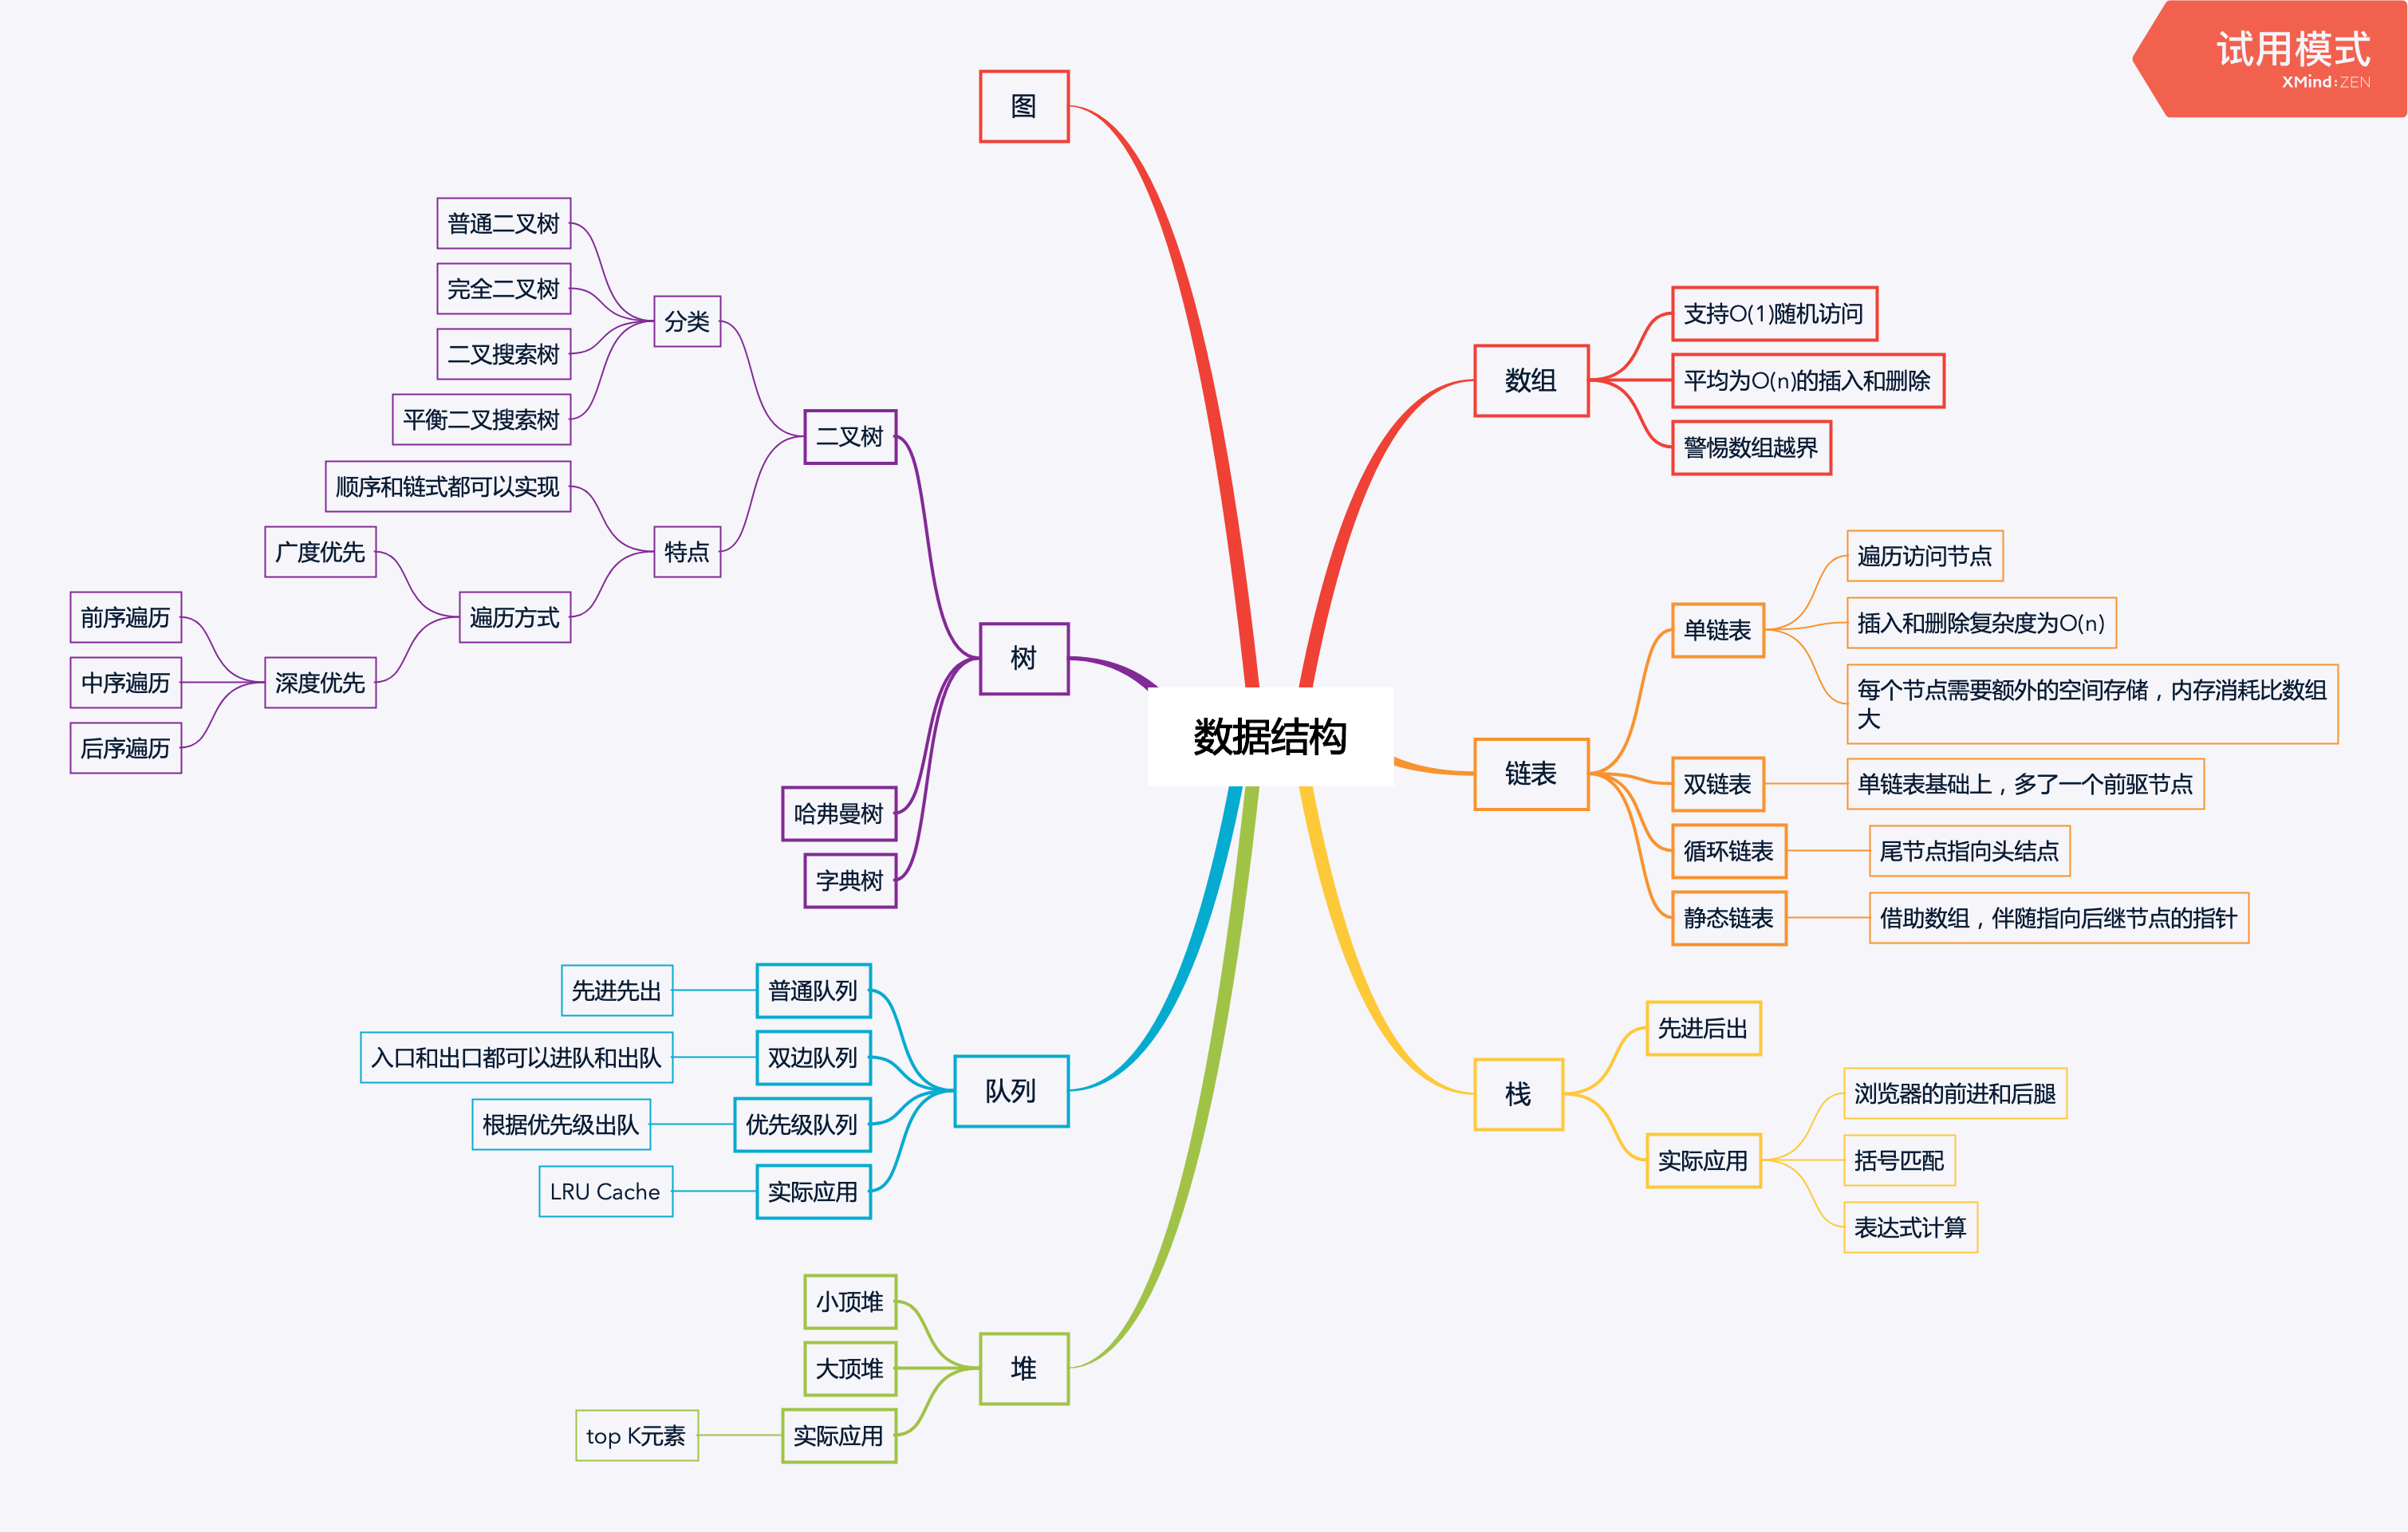 试用模式
XMind:ZEN
数据结构
数组
支持O(1)随机访问
平均为O(n)的插入和删除
警惕数组越界
链表
单链表
遍历访问节点
插入和删除复杂度为O(n)
每个节点需要额外的空间存储，内存消耗比数组
大
双链表
单链表基础上，多了一个前驱节点
循环链表
尾节点指向头结点
静态链表
借助数组，伴随指向后继节点的指针
栈
先进后出
实际应用
浏览器的前进和后腿
括号匹配
表达式计算
图
树
二叉树
分类
普通二叉树
完全二叉树
二叉搜索树
平衡二叉搜索树
特点
顺序和链式都可以实现
遍历方式
广度优先
深度优先
前序遍历
中序遍历
后序遍历
哈弗曼树
字典树
队列
普通队列
先进先出
双边队列
入口和出口都可以进队和出队
优先级队列
根据优先级出队
实际应用
LRU Cache
堆
小顶堆
大顶堆
实际应用
top K元素